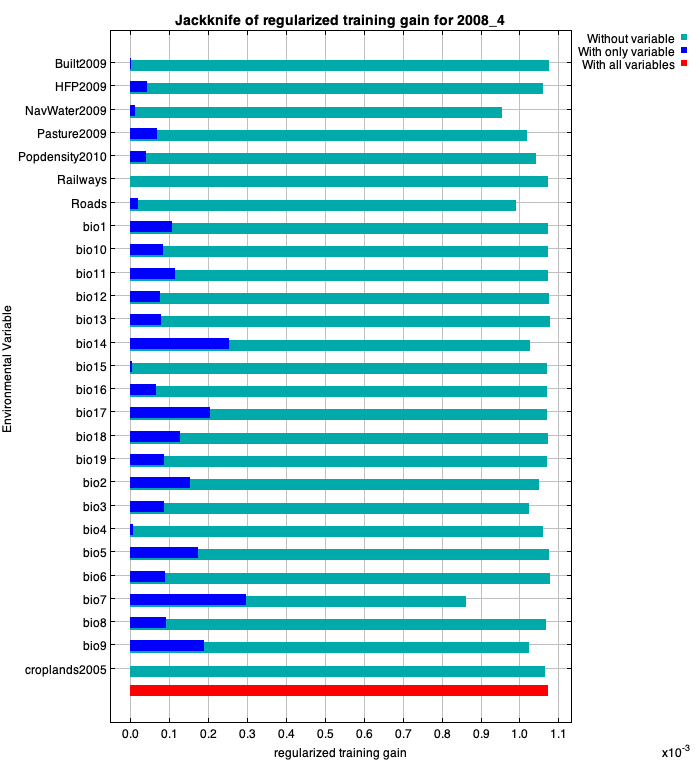 Jackknife of regularized training gain for 2008_4
Without variable
With only variable
With all variables
Built2009
HFP2009
NavWater2009
Pasture2009
Popdensity2010
Railways
Roads
bio1
bio10
bio11
bio12
bio13
bio14
bio15
bio16
bio17
bio18
bio19
bio2
bio3
bio4
bio5
bio6
bio7
bio8
bio9
croplands2005
Environmental Variable
0.0 0.1 0.2 0.3 0.4 0.5 0.6 0.7 0.8 0.9 1.0 1.1
regularized training gain
x10-3